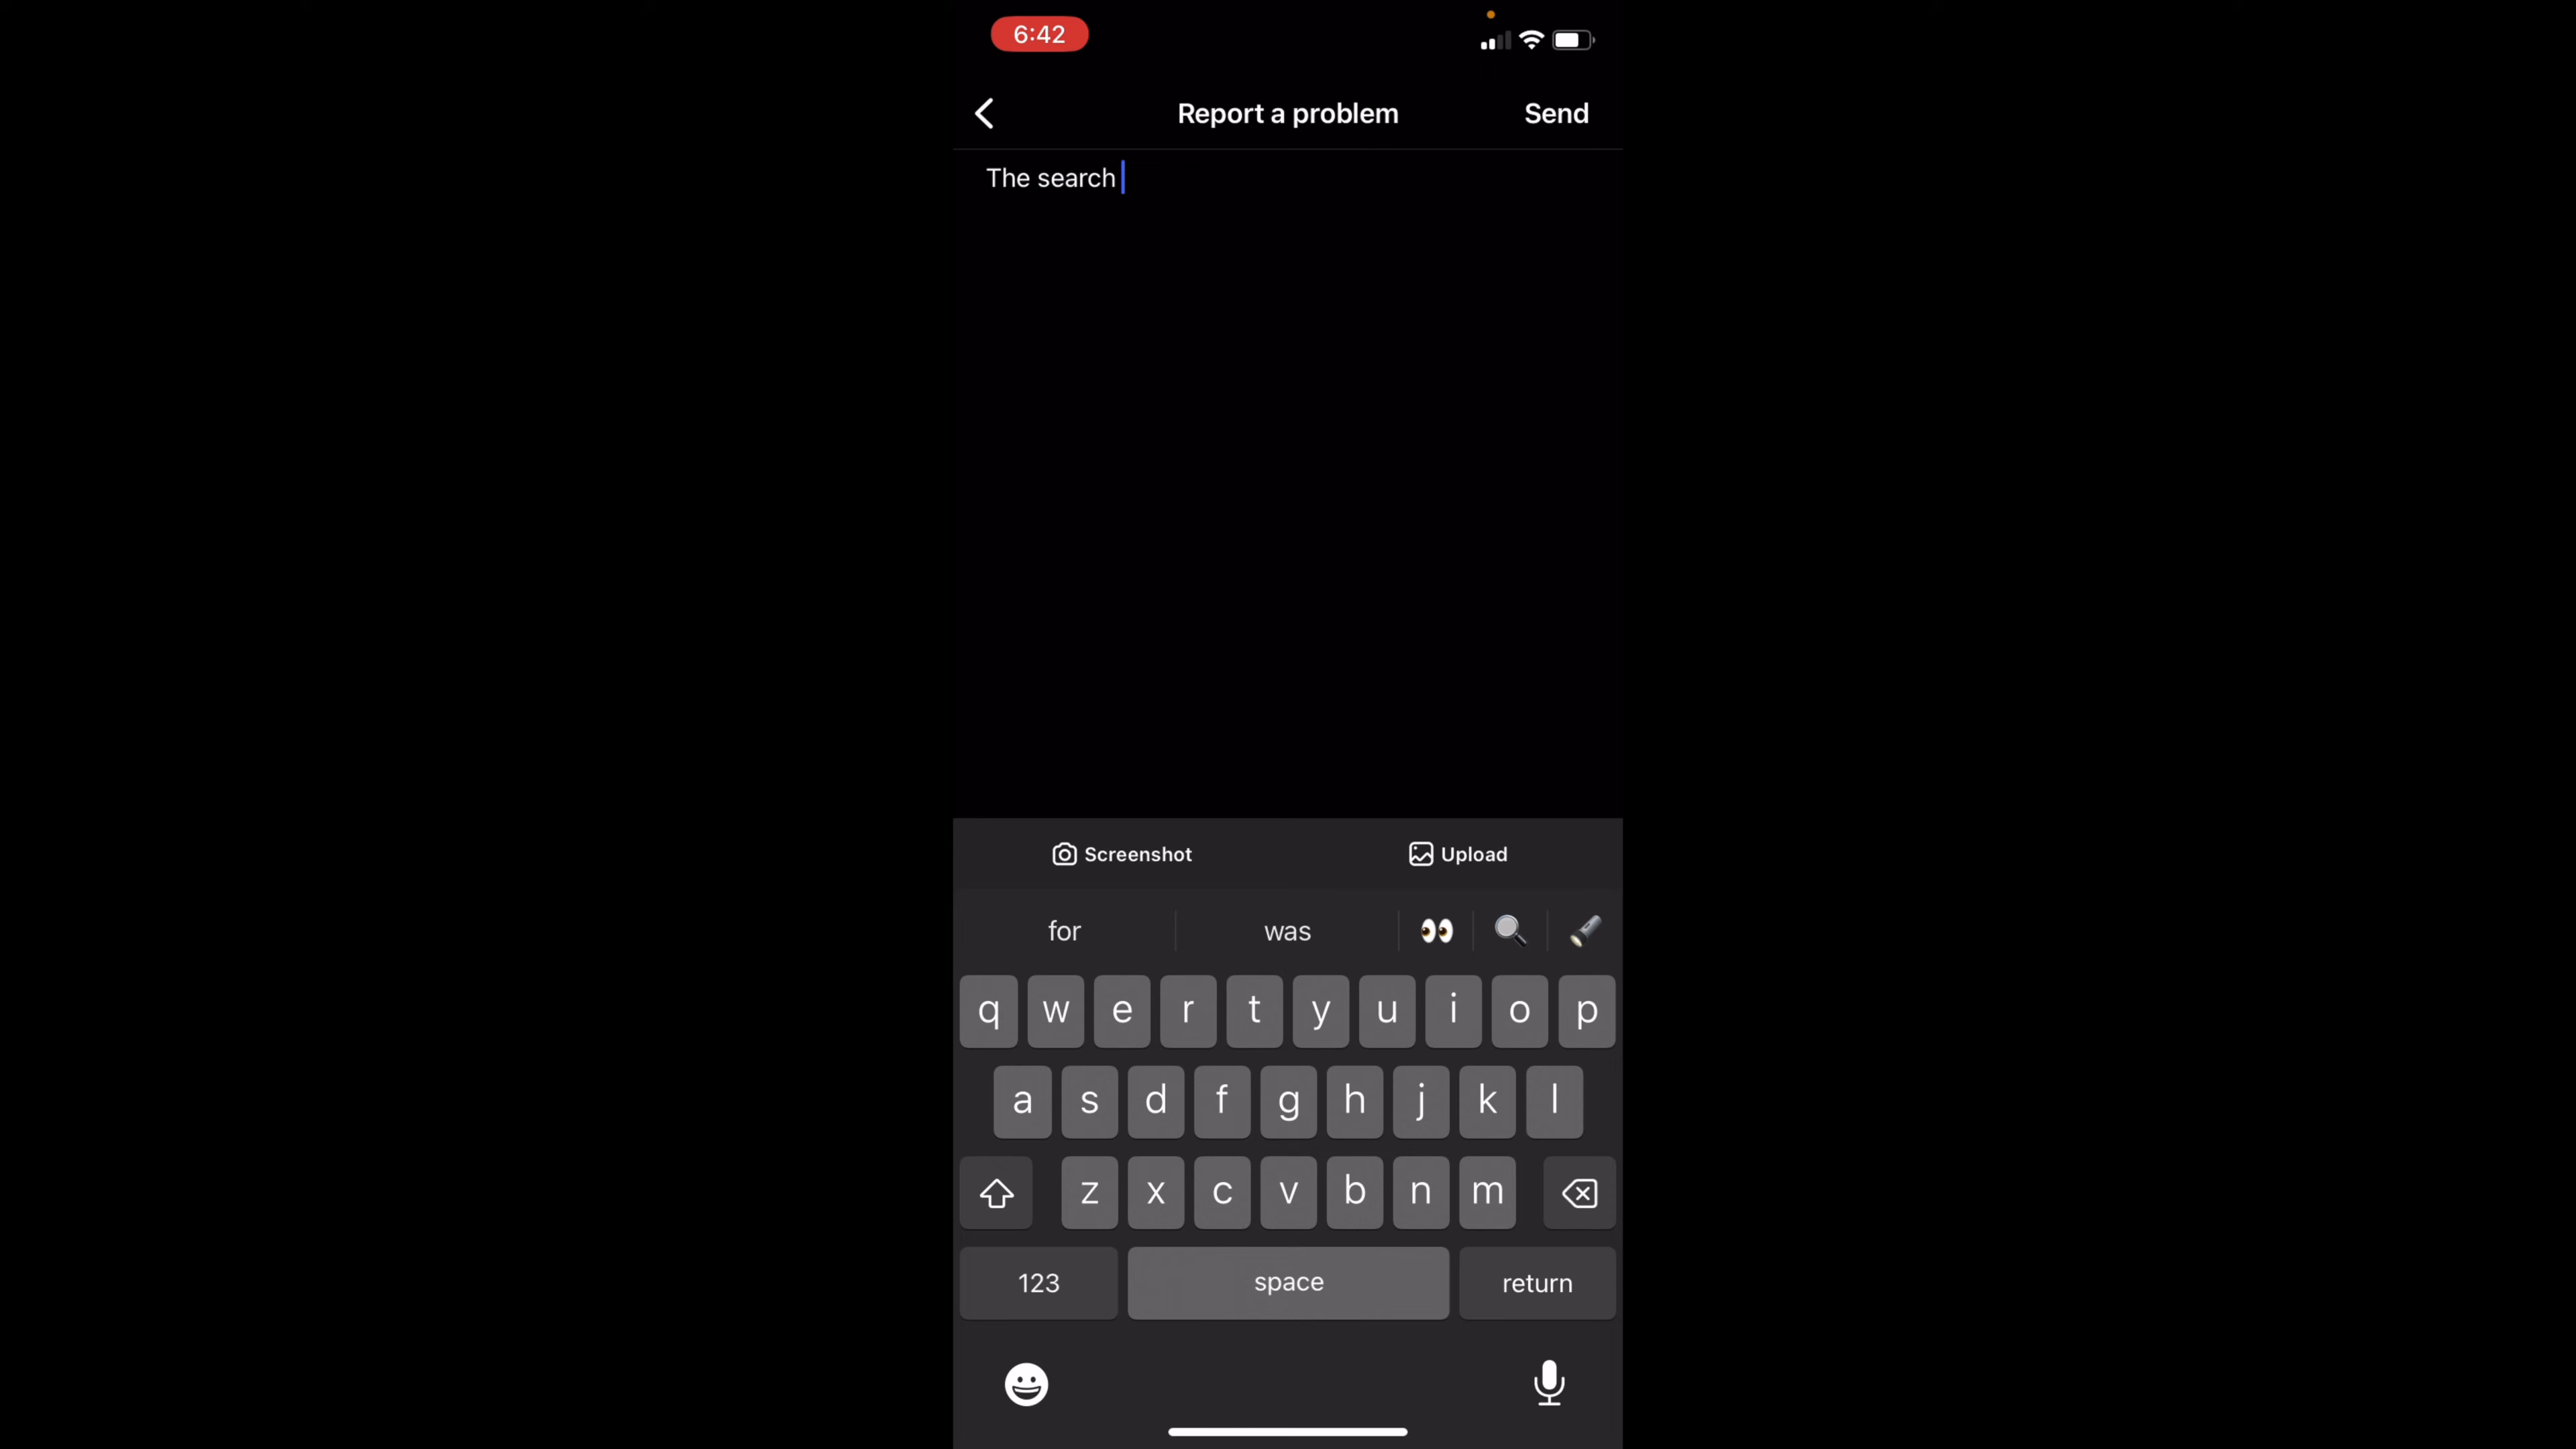 6:42
Report a problem Send
The search
Screenshot Upload
for was
q w e r t y u i o p
a s d f g h j k l
z x c v b n m
123 space return